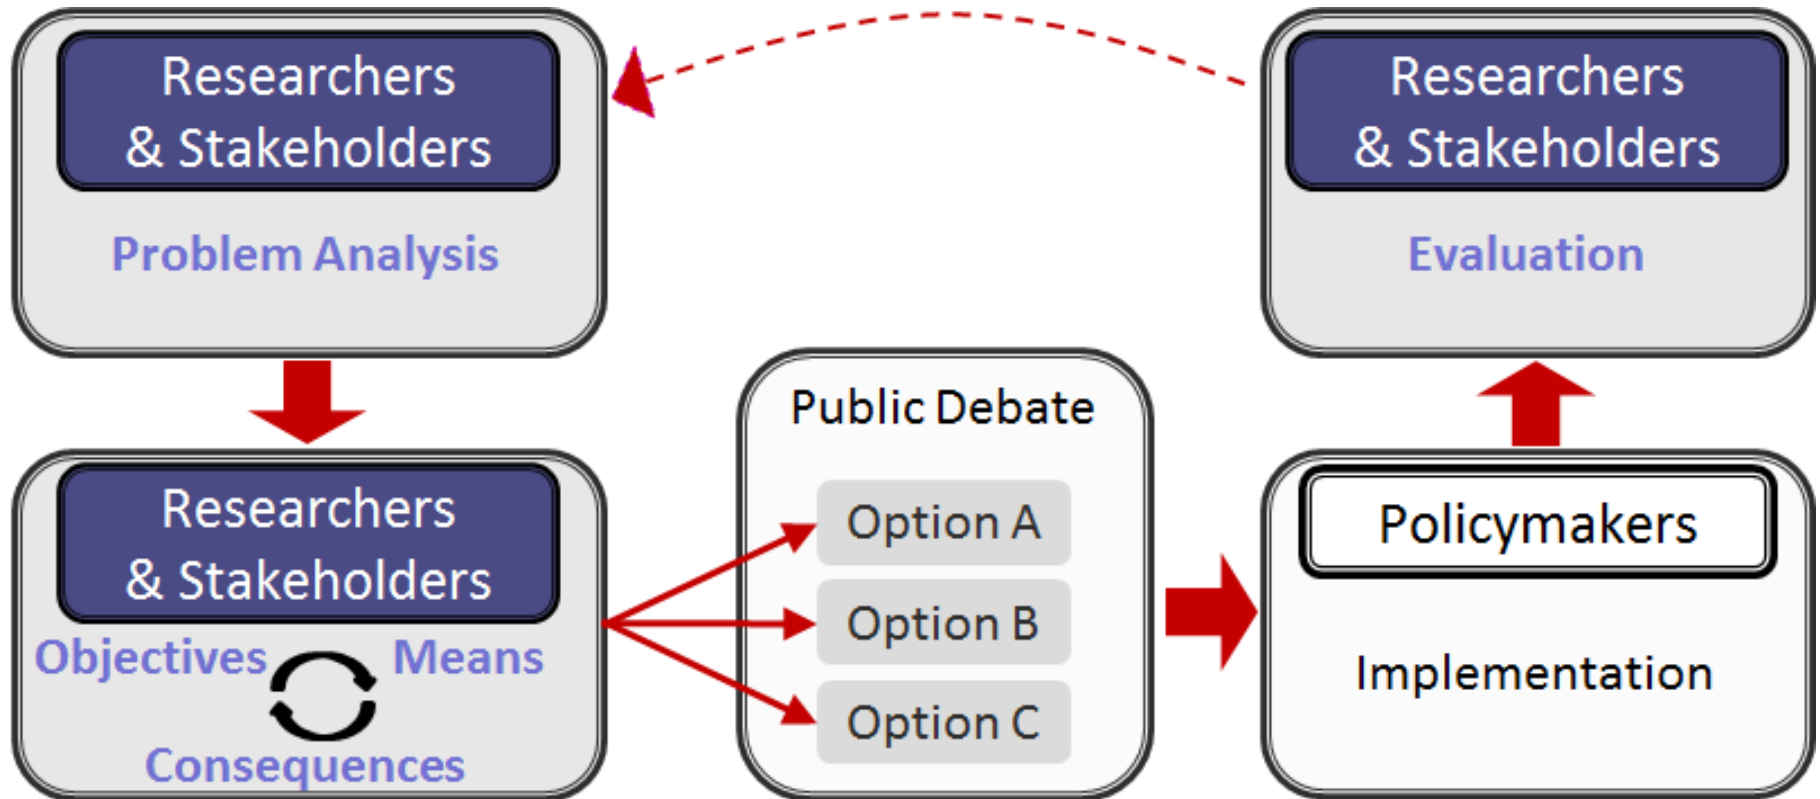 Researchers
& Stakeholders
Problem Analysis
Researchers
& Stakeholders
Objectives Means
Consequences
Public Debate
Option A
Option B
Option C
Policymakers
Implementation
Researchers
& Stakeholders
Evaluation